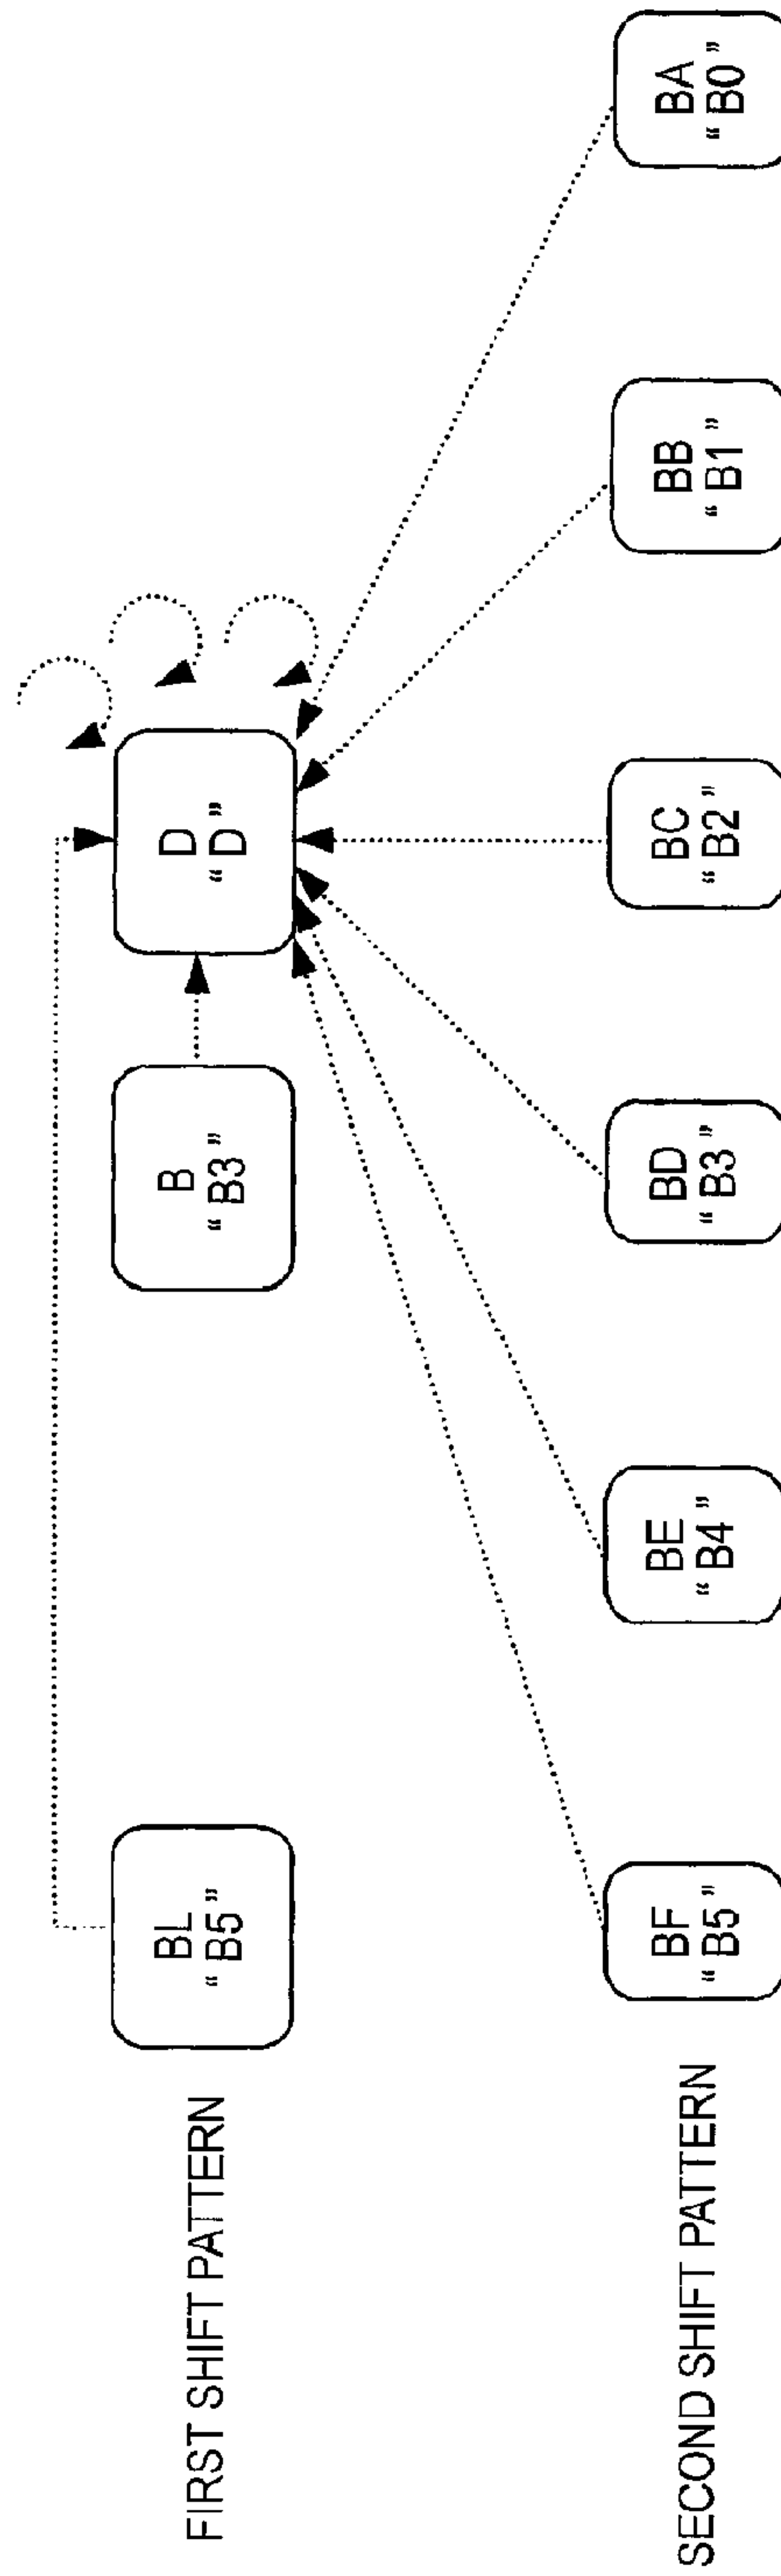 FIRST SHIFT PATTERN
BL
“B5”
B
“B3”
D
“D”
SECOND SHIFT PATTERN
BF
“B5”
BE
“B4”
BD
“B3”
BC
“B2”
BB
“B1”
BA
“B0”